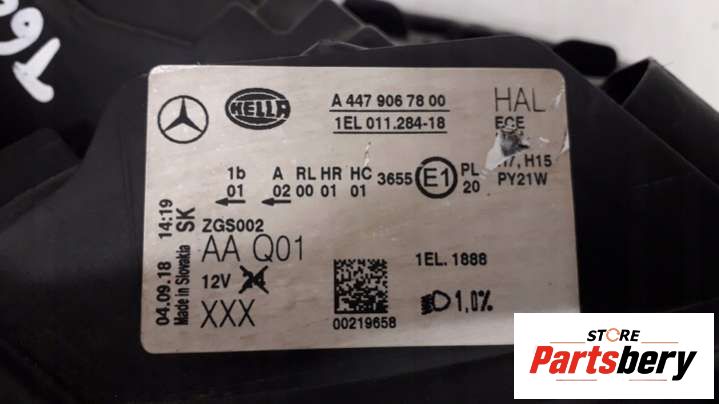 HELLA
A 447 906 78 00
1EL 011.284-18
HAL
ECE
H7, H15
PY21W
1b A RL HR HC
01 02 00 01 01
3655 E1 PL
20
04.09.18 14:19
Made in Slovakia SK
ZGS002
AA Q01
12V 24
XXX
00219658
1EL. 1888
1,0%
STORE
Partsbery